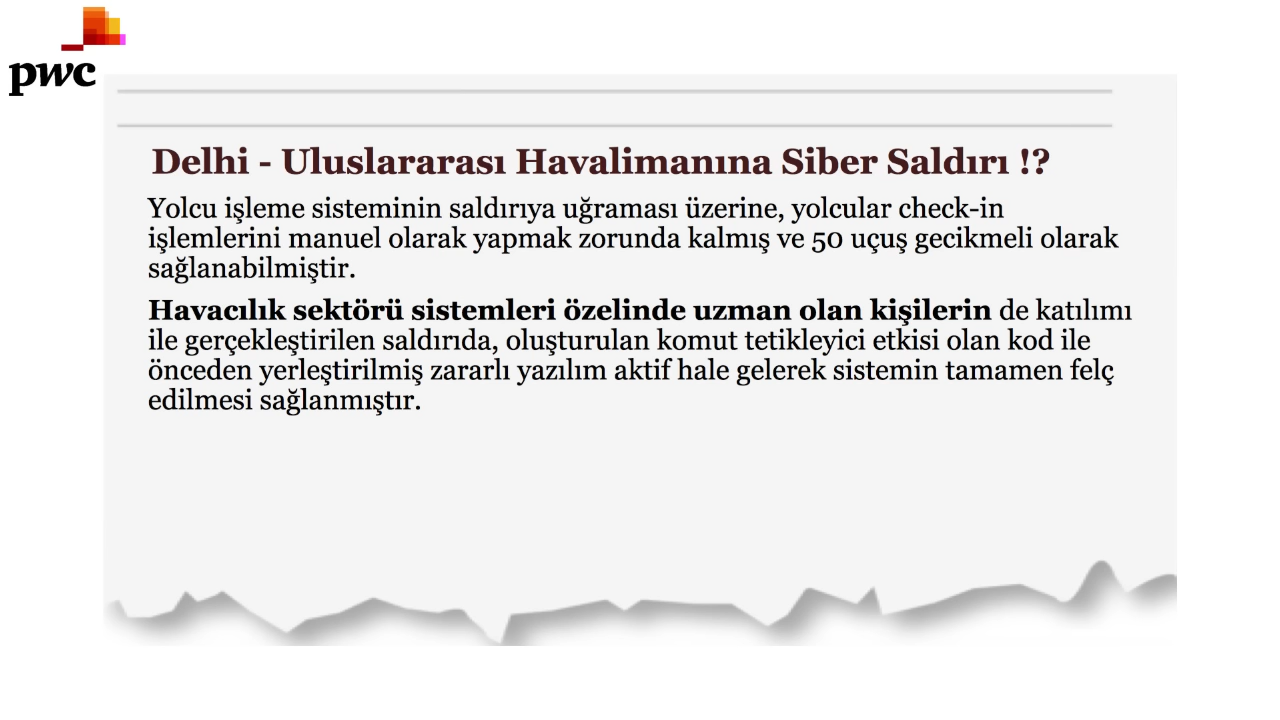 pwc
Delhi - Uluslararası Havalimanına Siber Saldırı !?
Yolcu işleme sisteminin saldırıya uğraması üzerine, yolcular check-in
işlemlerini manuel olarak yapmak zorunda kalmış ve 50 uçuş gecikmeli olarak
sağlanabilmiştir.
Havacılık sektörü sistemleri özelinde uzman olan kişilerin de katılımı
ile gerçekleştirilen saldırıda, oluşturulan komut tetikleyici etkisi olan kod ile
önceden yerleştirilmiş zararlı yazılım aktif hale gelerek sistemin tamamen felç
edilmesi sağlanmıştır.